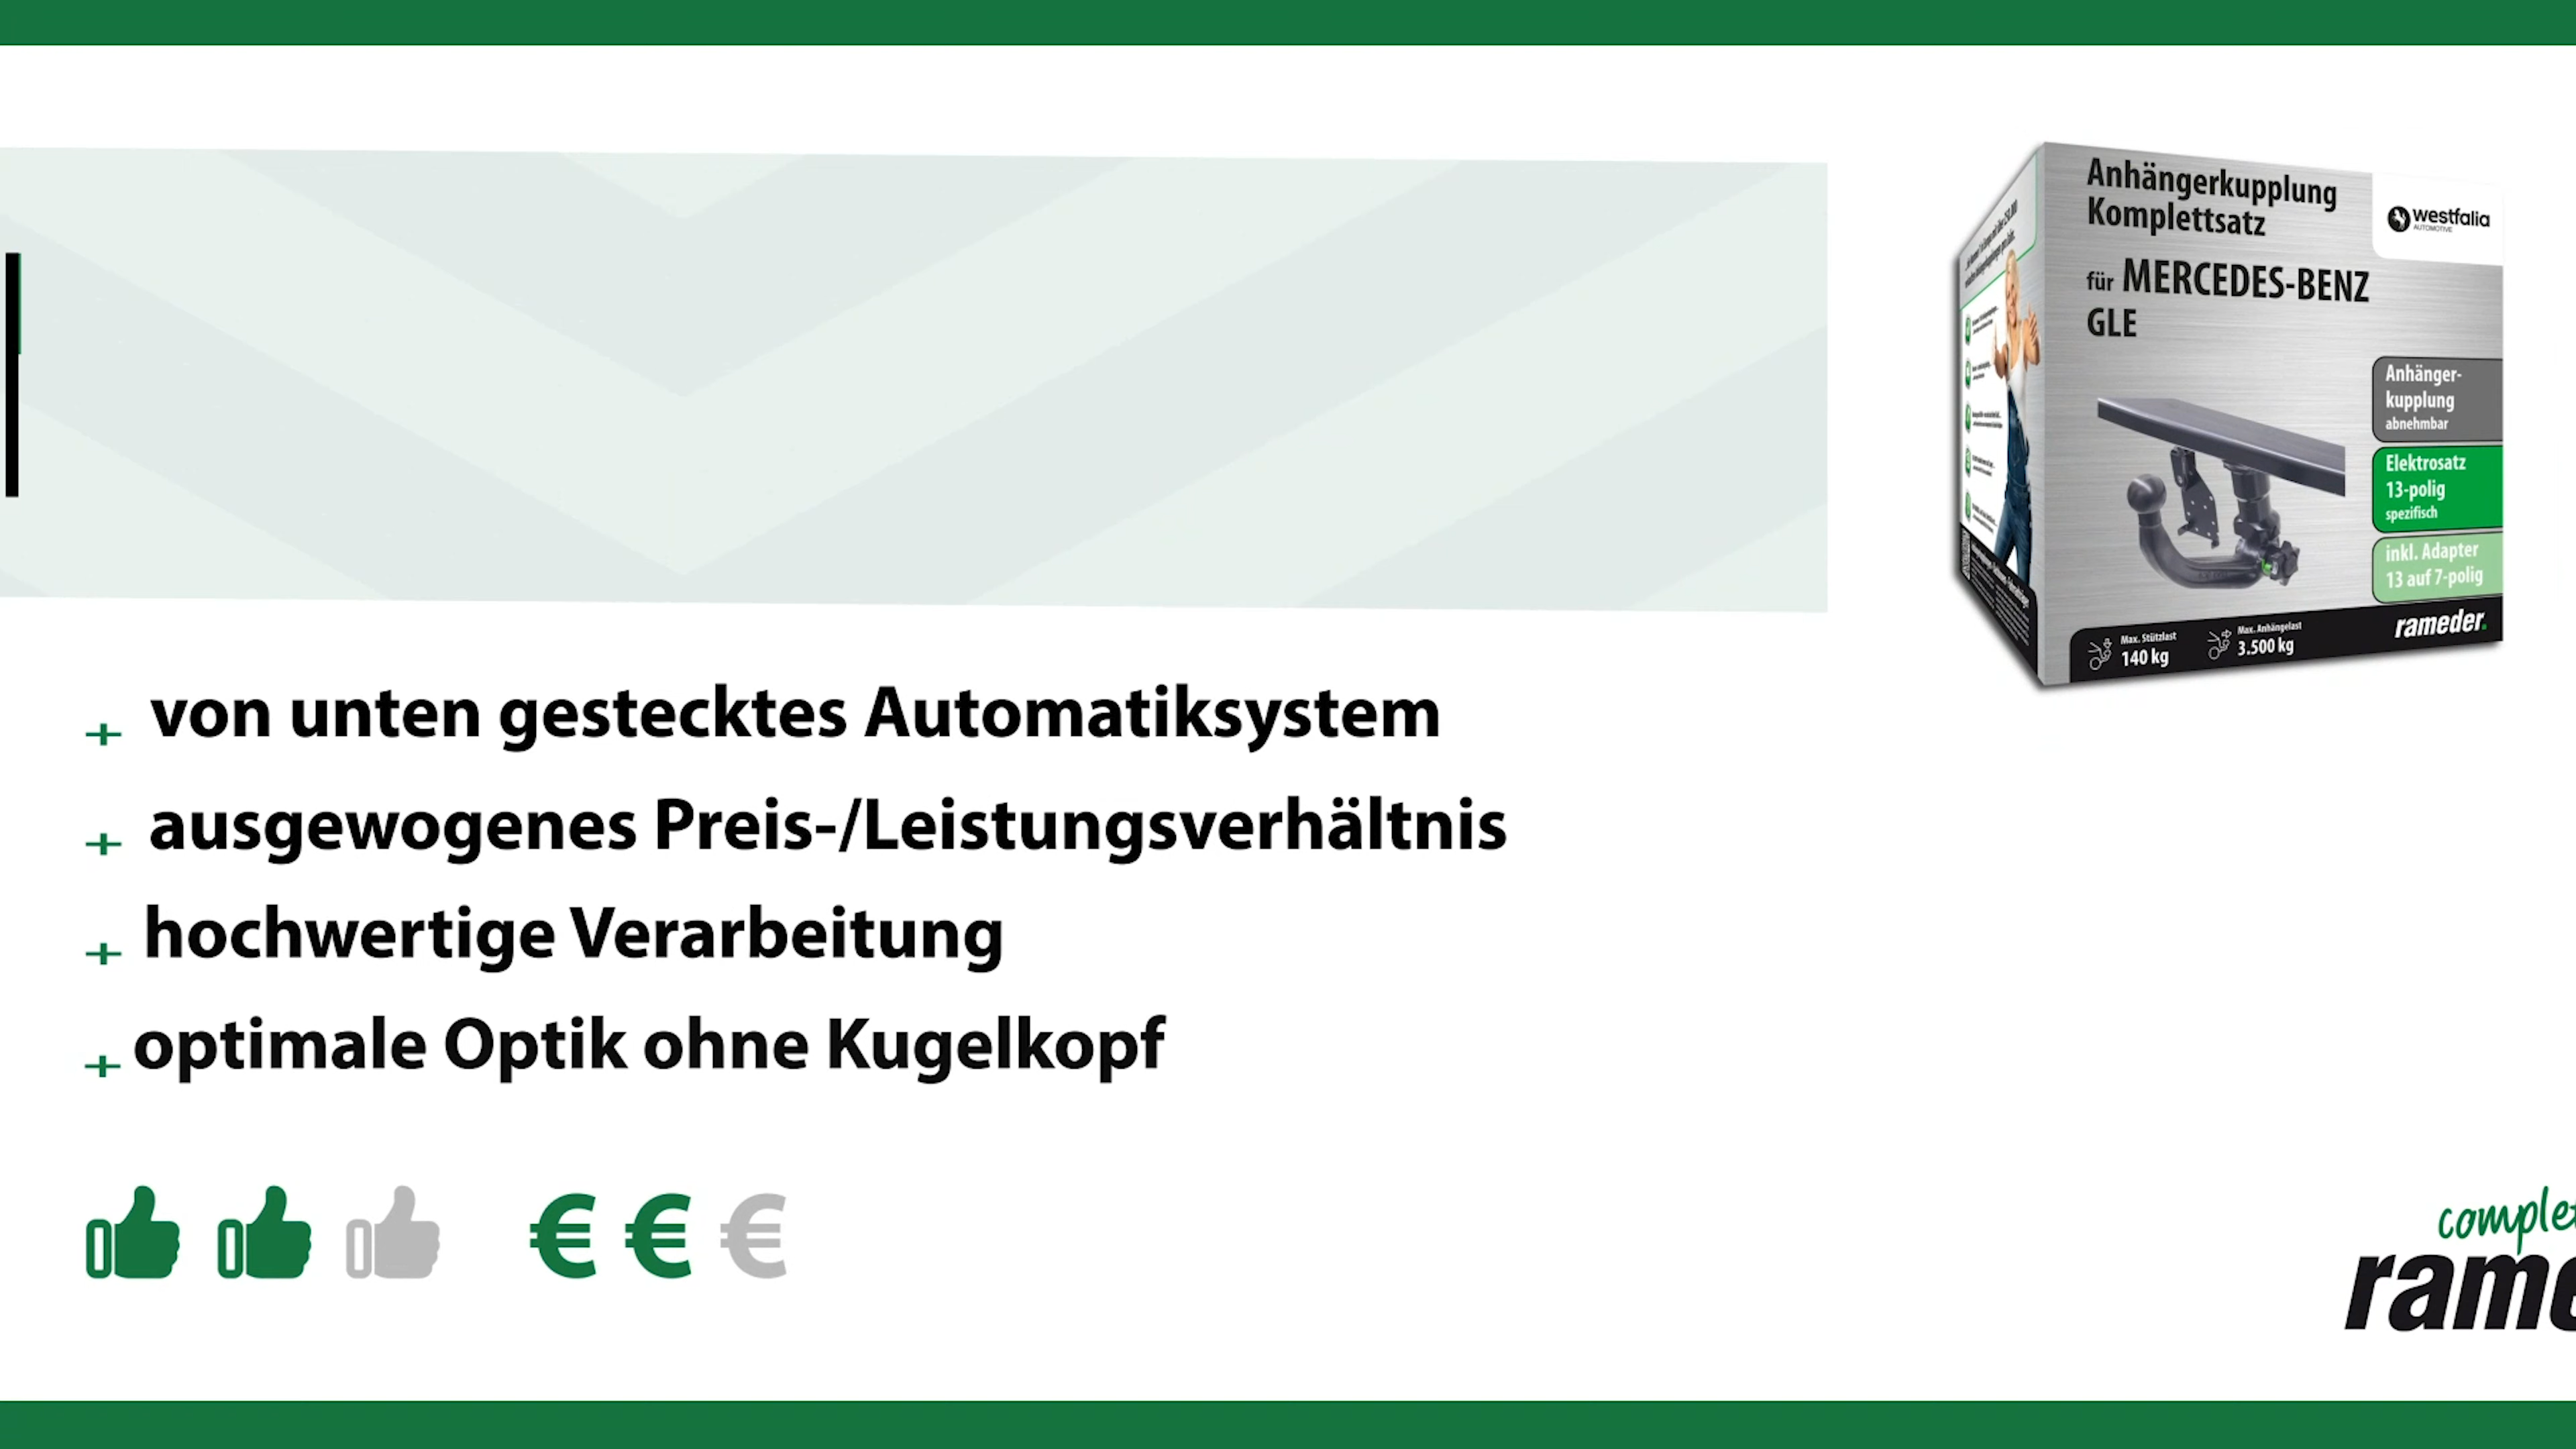 Anhängerkupplung
Komplettsatz
westfalia
AUTOMOTIVE
für MERCEDES-BENZ
GLE
Anhänger-
kupplung
abnehmbar
Elektrosatz
13-polig
spezifisch
inkl. Adapter
13 auf 7-polig
Max. Stützlast
140 kg
Max. Anhängelast
3.500 kg
rameder.
+ von unten gestecktes Automatiksystem
+ ausgewogenes Preis-/Leistungsverhältnis
+ hochwertige Verarbeitung
+ optimale Optik ohne Kugelkopf
€ € €